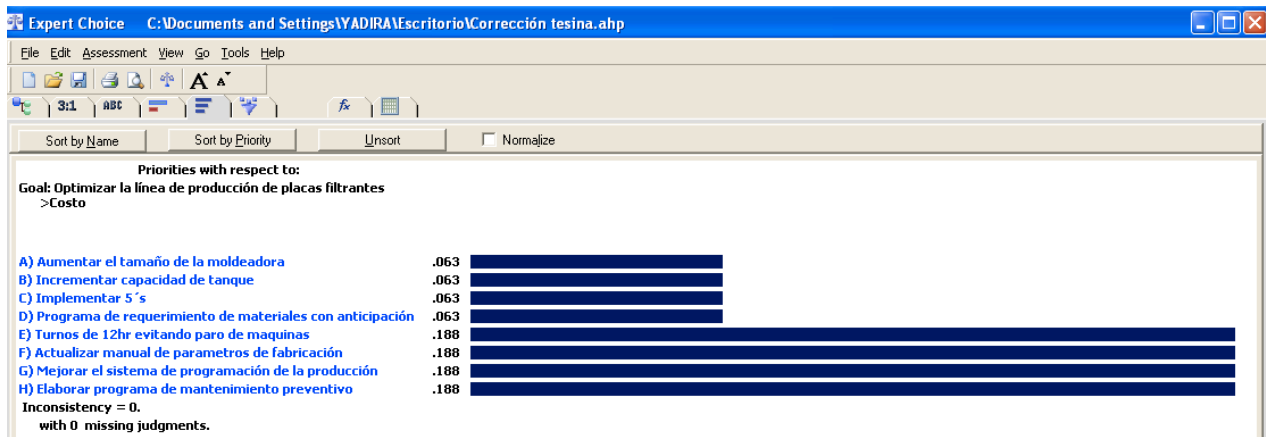 Expert Choice C:\Documents and Settings\YADIRA\Escritorio\Corrección tesina.ahp
File Edit Assessment View Go Tools Help
A A
3:1 ABC fx
Sort by Name Sort by Priority Unsort Normalize
Priorities with respect to:
Goal: Optimizar la línea de producción de placas filtrantes
>Costo
A) Aumentar el tamaño de la moldeadora .063
B) Incrementar capacidad de tanque .063
C) Implementar 5´s .063
D) Programa de requerimiento de materiales con anticipación .063
E) Turnos de 12hr evitando paro de maquinas .188
F) Actualizar manual de parametros de fabricación .188
G) Mejorar el sistema de programación de la producción .188
H) Elaborar programa de mantenimiento preventivo .188
Inconsistency = 0.
with 0 missing judgments.